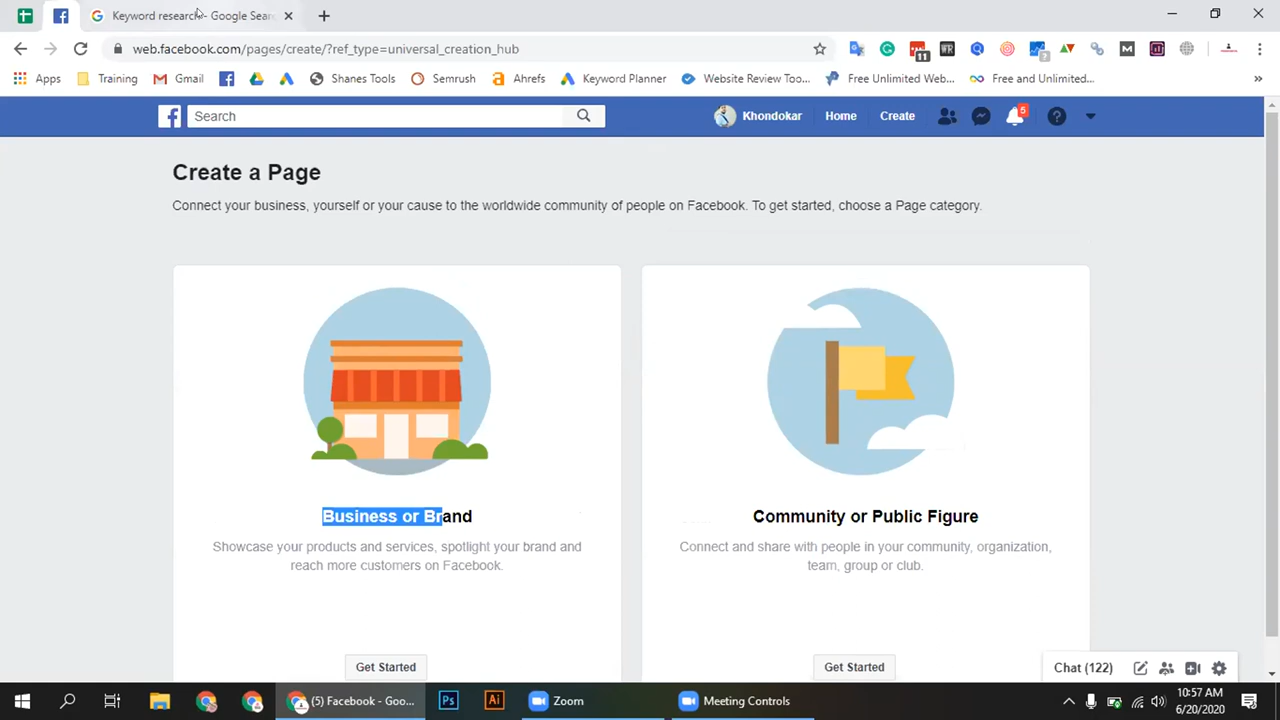 Keyword research - Google Sear
web.facebook.com/pages/create/?ref_type=universal_creation_hub
11
WR
?
M
Apps
Training
Gmail
Shanes Tools
Semrush
Ahrefs
Keyword Planner
Website Review Too...
Free Unlimited Web...
Free and Unlimited...
»
Search
Khondokar
Home
Create
5
Create a Page
Connect your business, yourself or your cause to the worldwide community of people on Facebook. To get started, choose a Page category.
Business or Brand
Showcase your products and services, spotlight your brand and
reach more customers on Facebook.
Get Started
Community or Public Figure
Connect and share with people in your community, organization,
team, group or club.
Get Started
Chat (122)
(5) Facebook - Goo...
Ps
Ai
Zoom
Meeting Controls
10:57 AM
6/20/2020